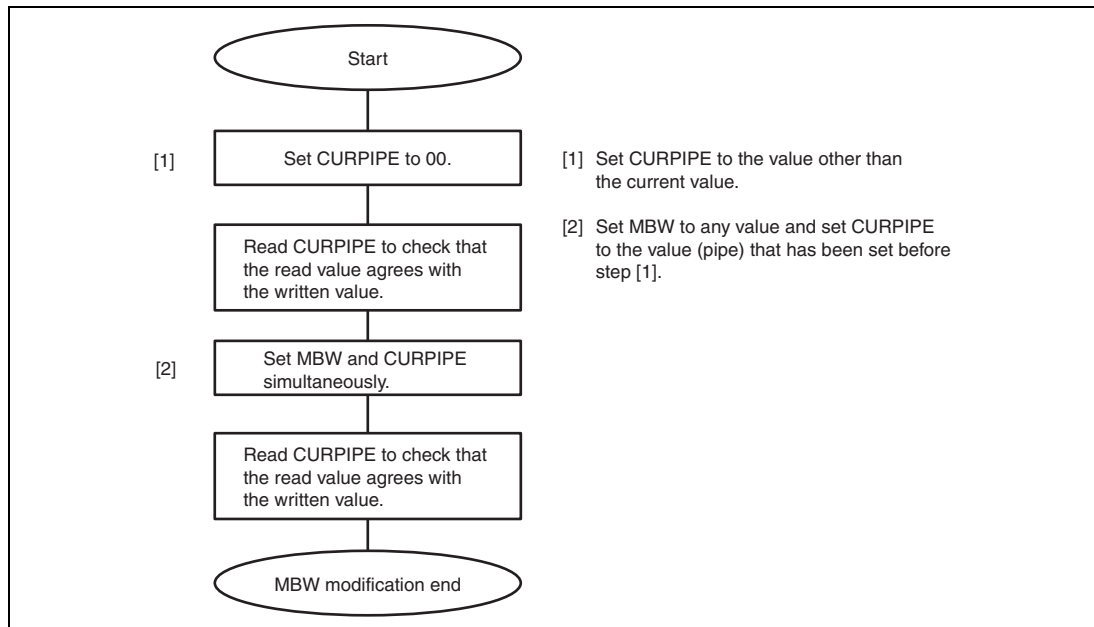 Start
[1]
Set CURPIPE to 00.
[1] Set CURPIPE to the value other than
the current value.
Read CURPIPE to check that
the read value agrees with
the written value.
[2] Set MBW to any value and set CURPIPE
to the value (pipe) that has been set before
step [1].
[2]
Set MBW and CURPIPE
simultaneously.
Read CURPIPE to check that
the read value agrees with
the written value.
MBW modification end